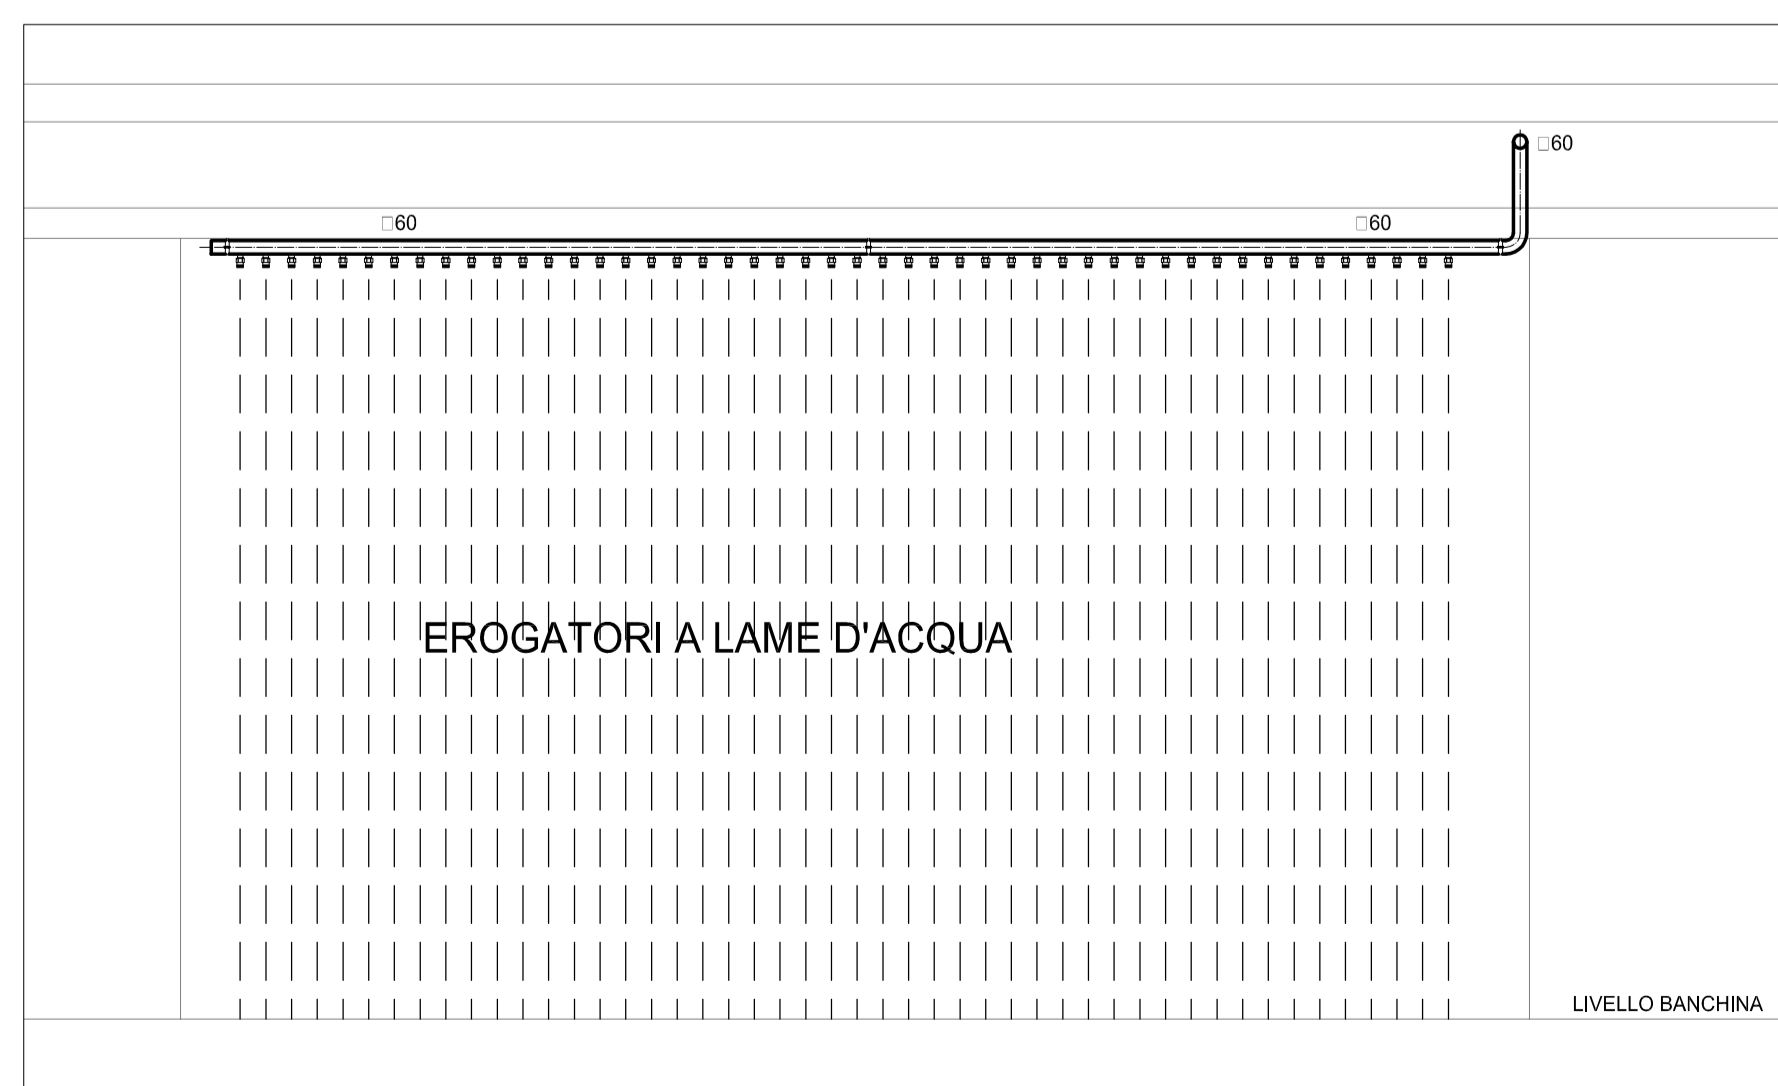 □60
□60 □60
EROGATORI A LAME D'ACQUA
LIVELLO BANCHINA